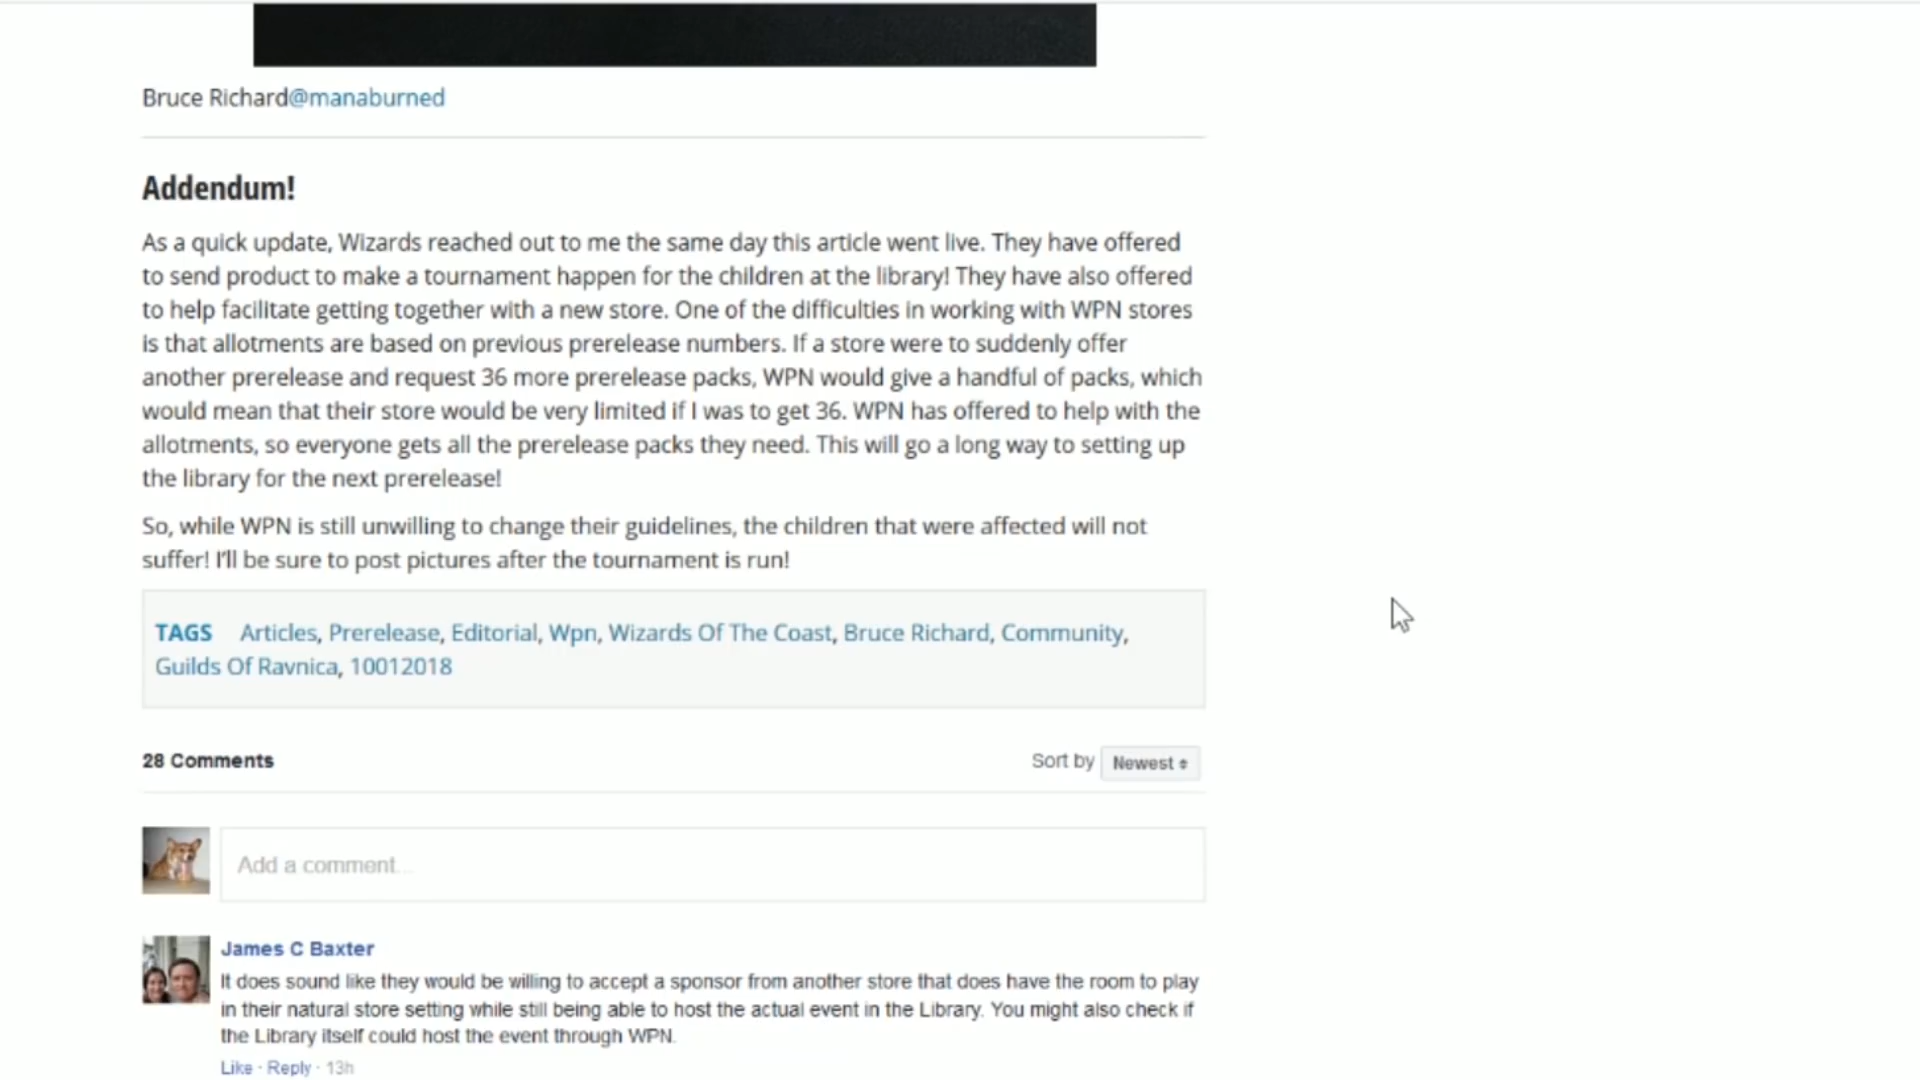 Bruce Richard@manaburned
Addendum!
As a quick update, Wizards reached out to me the same day this article went live. They have offered
to send product to make a tournament happen for the children at the library! They have also offered
to help facilitate getting together with a new store. One of the difficulties in working with WPN stores
is that allotments are based on previous prerelease numbers. If a store were to suddenly offer
another prerelease and request 36 more prerelease packs, WPN would give a handful of packs, which
would mean that their store would be very limited if I was to get 36. WPN has offered to help with the
allotments, so everyone gets all the prerelease packs they need. This will go a long way to setting up
the library for the next prerelease!
So, while WPN is still unwilling to change their guidelines, the children that were affected will not
suffer! I'll be sure to post pictures after the tournament is run!
TAGS Articles, Prerelease, Editorial, Wpn, Wizards Of The Coast, Bruce Richard, Community,
Guilds Of Ravnica, 10012018
28 Comments Sort by Newest
Add a comment...
James C Baxter
It does sound like they would be willing to accept a sponsor from another store that does have the room to play
in their natural store setting while still being able to host the actual event in the Library. You might also check if
the Library itself could host the event through WPN.
Like · Reply · 13h